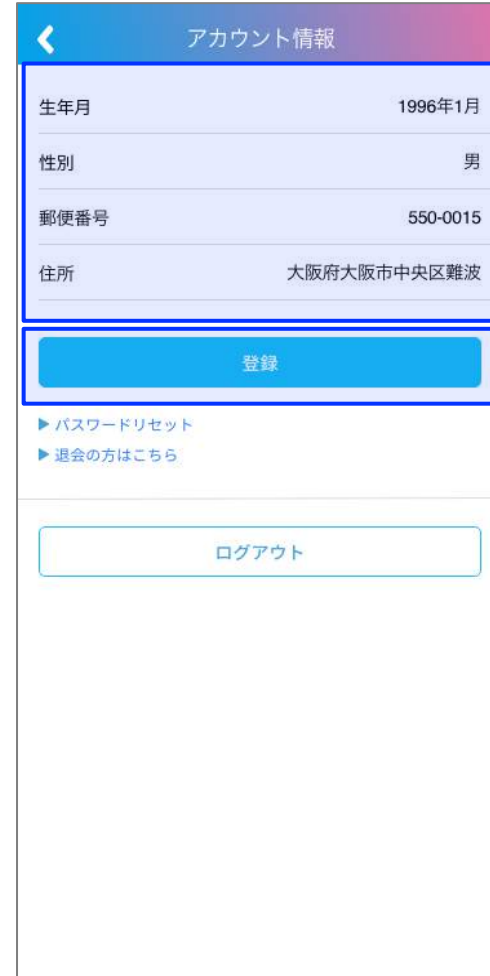 アカウント情報
生年月 1996年1月
性別 男
郵便番号 550-0015
住所 大阪府大阪市中央区難波
登録
▶ パスワードリセット
▶ 退会の方はこちら
ログアウト